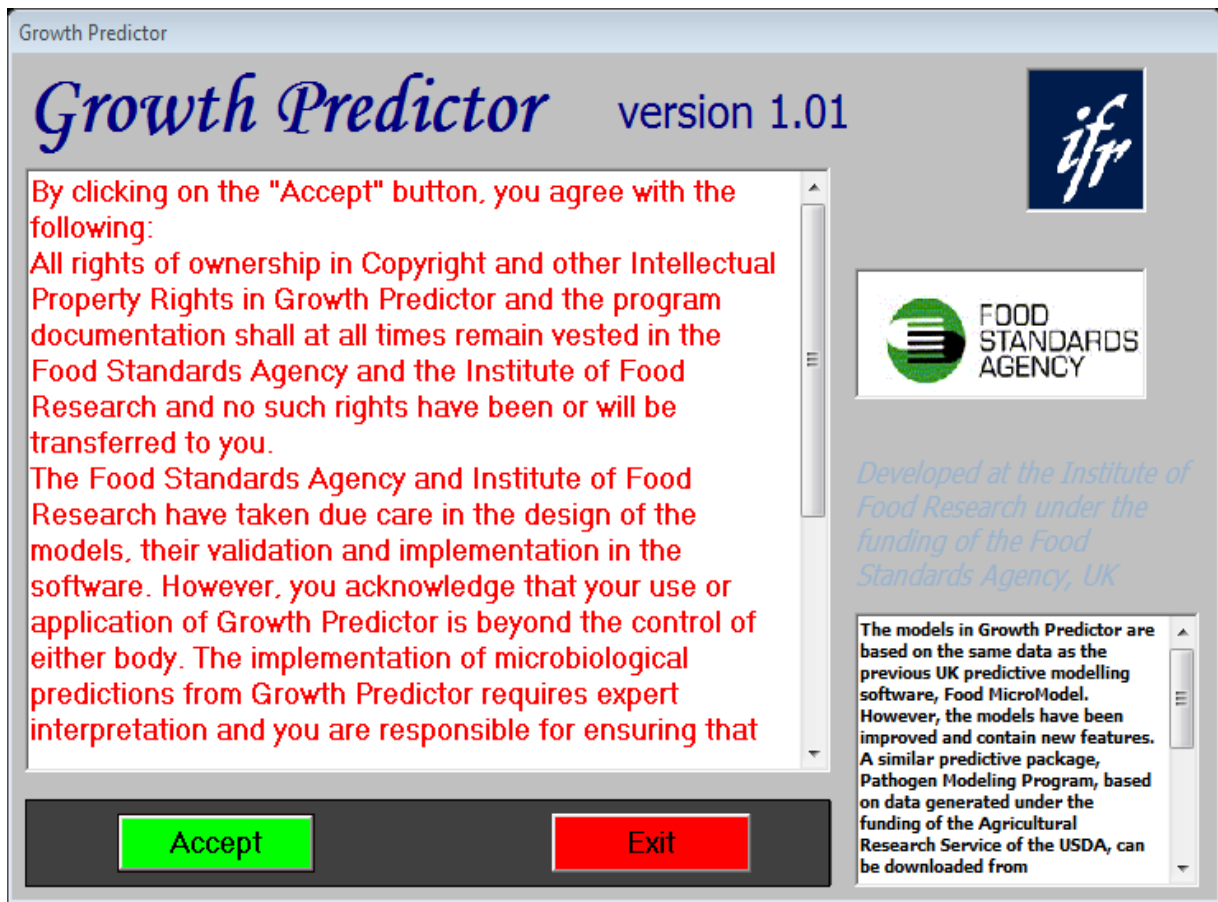 Growth Predictor
Growth Predictor version 1.01
ifr
By clicking on the "Accept" button, you agree with the
following:
All rights of ownership in Copyright and other Intellectual
Property Rights in Growth Predictor and the program
documentation shall at all times remain vested in the
Food Standards Agency and the Institute of Food
Research and no such rights have been or will be
transferred to you.
The Food Standards Agency and Institute of Food
Research have taken due care in the design of the
models, their validation and implementation in the
software. However, you acknowledge that your use or
application of Growth Predictor is beyond the control of
either body. The implementation of microbiological
predictions from Growth Predictor requires expert
interpretation and you are responsible for ensuring that
FOOD
STANDARDS
AGENCY
Developed at the Institute of
Food Research under the
funding of the Food
Standards Agency, UK
The models in Growth Predictor are
based on the same data as the
previous UK predictive modelling
software, Food MicroModel.
However, the models have been
improved and contain new features.
A similar predictive package,
Pathogen Modeling Program, based
on data generated under the
funding of the Agricultural
Research Service of the USDA, can
be downloaded from
Accept
Exit